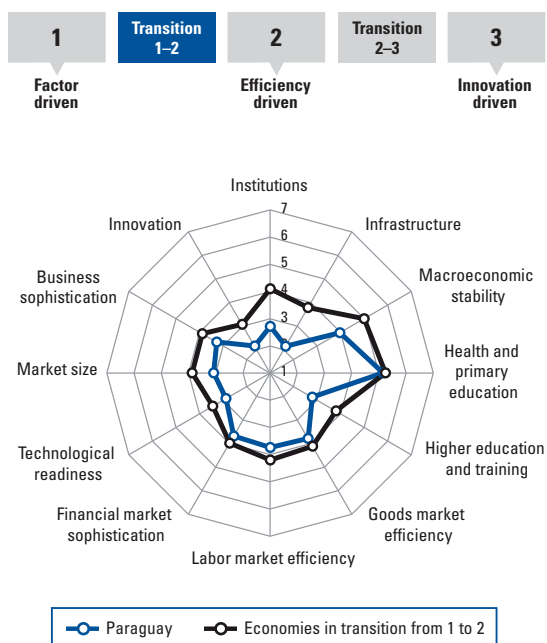 1
Transition
1–2
2
Transition
2–3
3
Factor
driven
Efficiency
driven
Innovation
driven
Institutions
Innovation
Infrastructure
Business
sophistication
Macroeconomic
stability
Market size
Health and
primary
education
Technological
readiness
Higher education
and training
Financial market
sophistication
Goods market
efficiency
Labor market efficiency
7
6
5
4
3
2
1
Paraguay
Economies in transition from 1 to 2